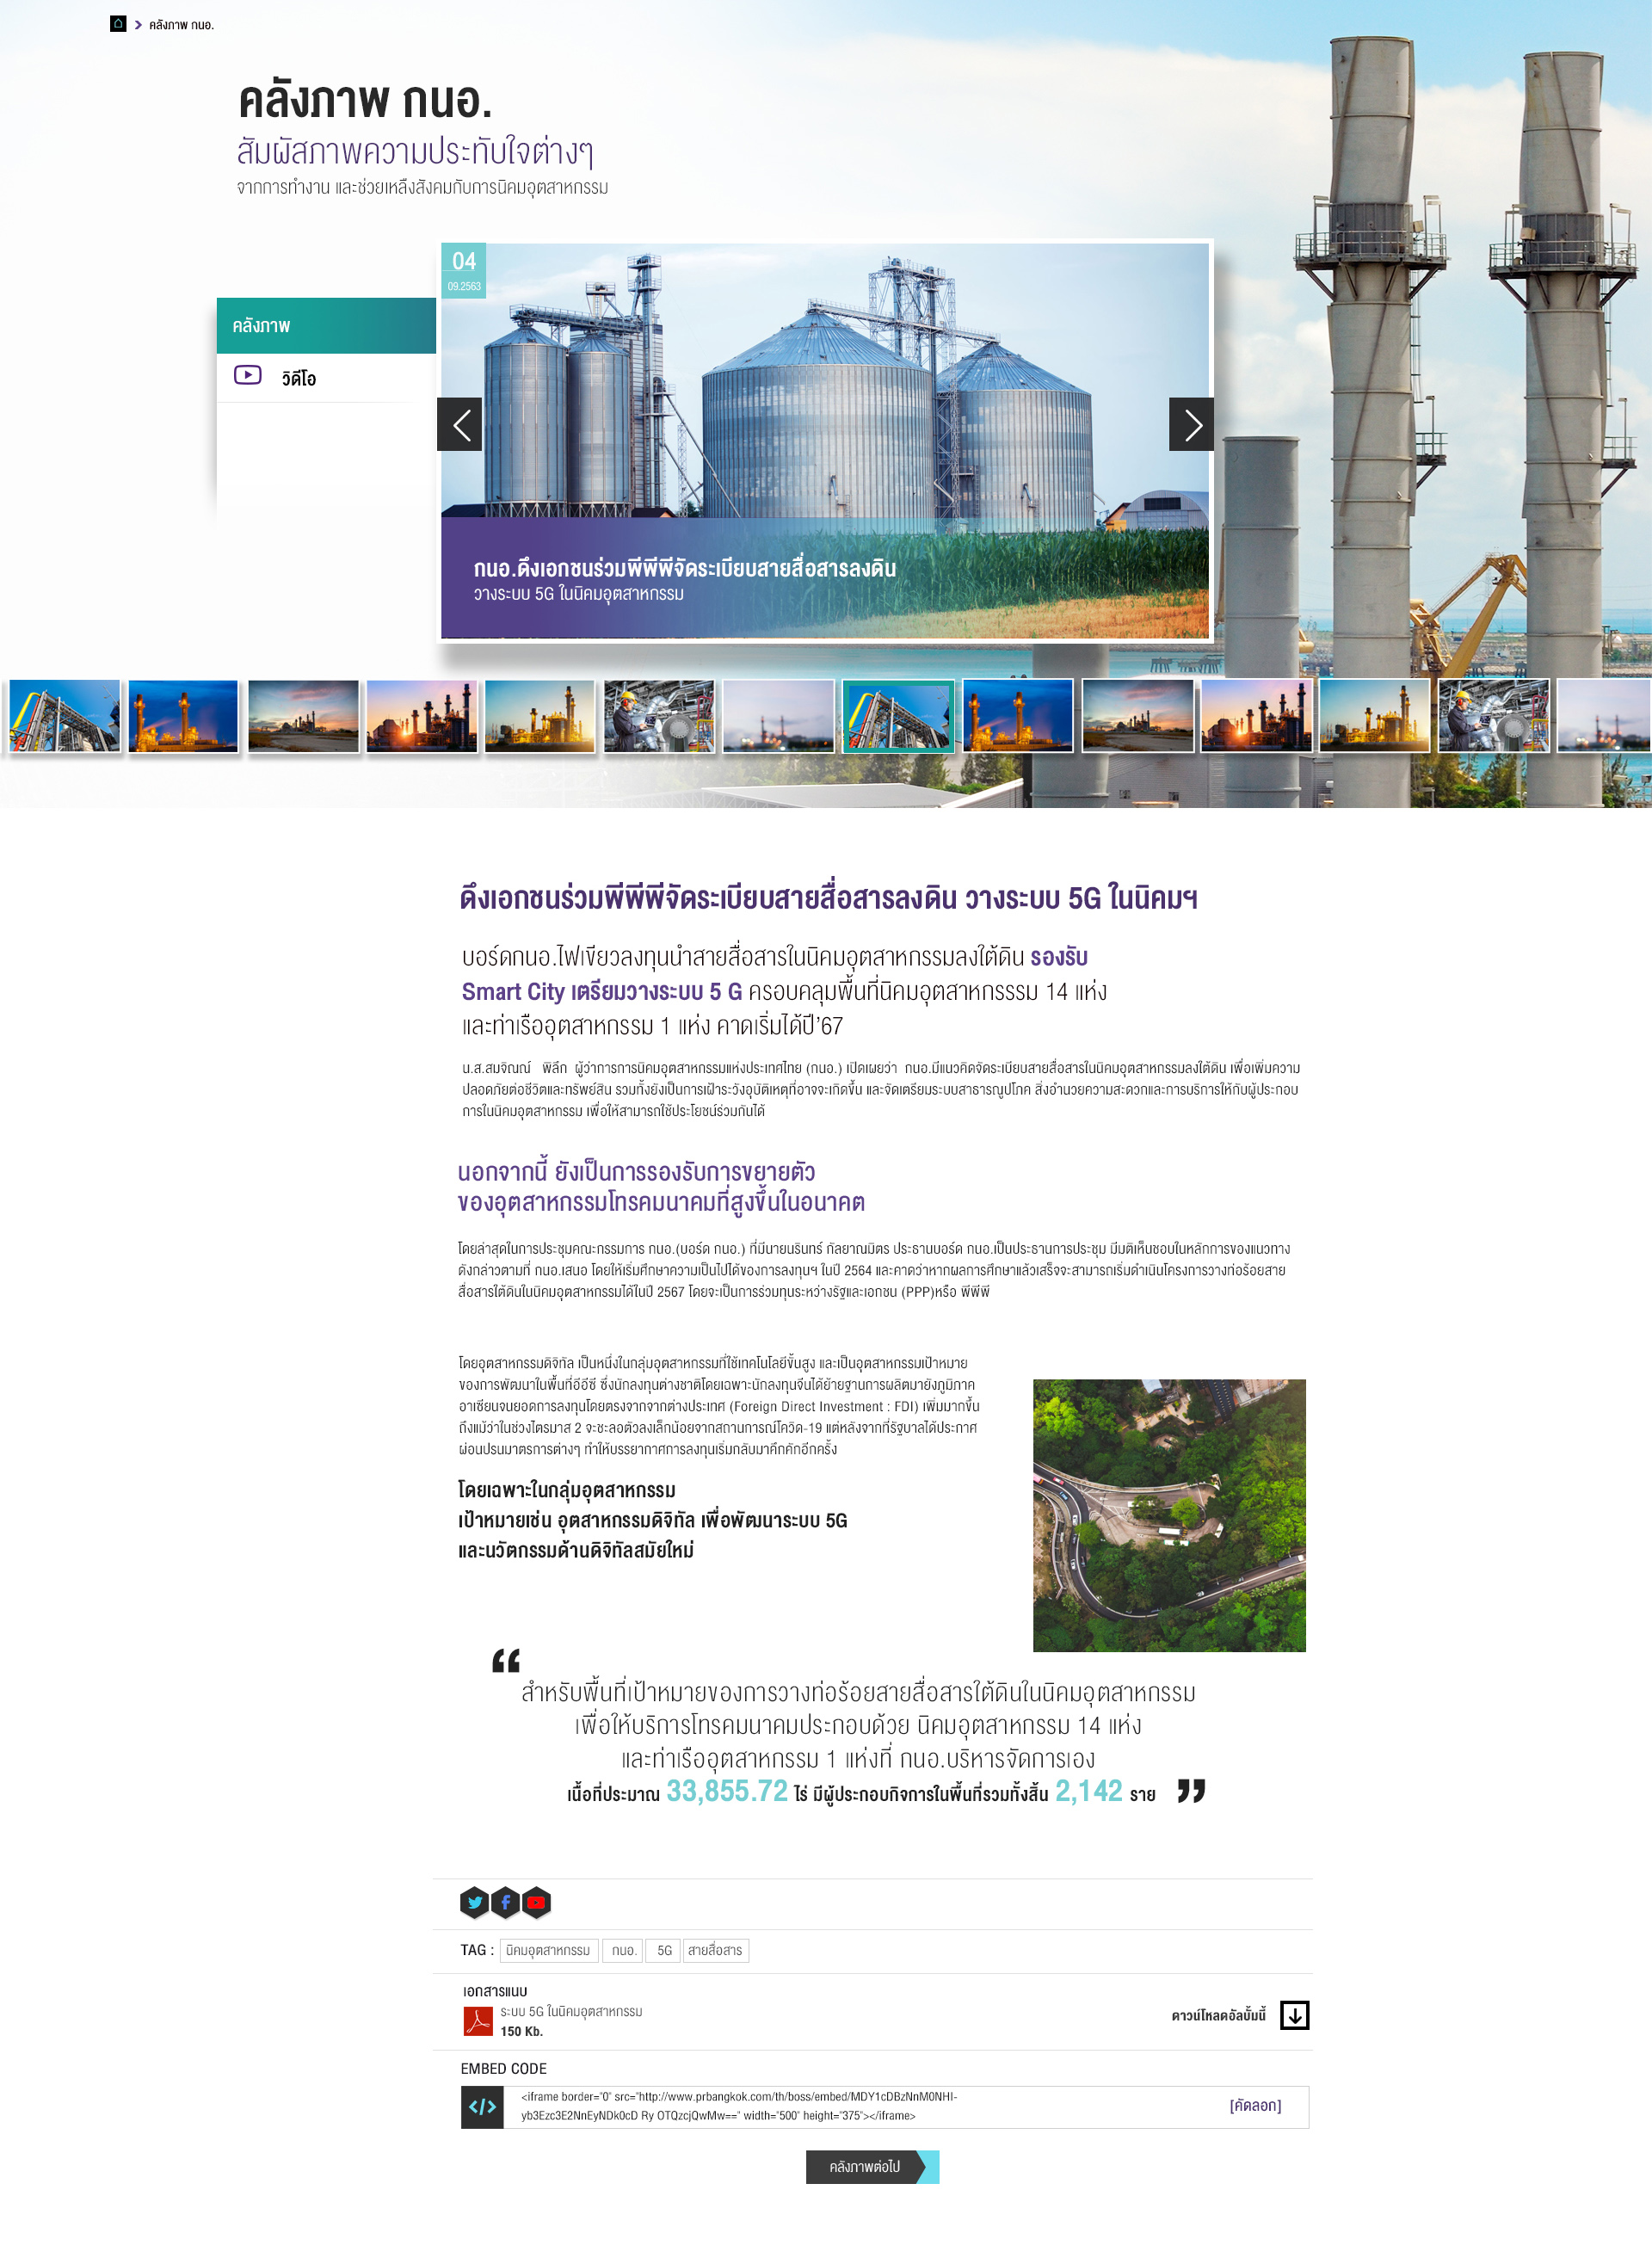 คลังภาพ กนอ.
คลังภาพ กนอ.
สัมผัสภาพความประทับใจต่างๆ
จากการทำงาน และช่วยเหลืงสังคมกับการนิคมอุตสาหกรรม
04
09.2563
คลังภาพ
วิดีโอ
กนอ.ดึงเอกชนร่วมพีพีพีจัดระเบียบสายสื่อสารลงดิน
วางระบบ 5G ในนิคมอุตสาหกรรม
ดึงเอกชนร่วมพีพีพีจัดระเบียบสายสื่อสารลงดิน วางระบบ 5G ในนิคมฯ
บอร์ดกนอ.ไฟเขียวลงทุนนำสายสื่อสารในนิคมอุตสาหกรรมลงใต้ดิน รองรับ
Smart City เตรียมวางระบบ 5 G ครอบคลุมพื้นที่นิคมอุตสาหกรรรม 14 แห่ง
และท่าเรืออุตสาหกรรม 1 แห่ง คาดเริ่มได้ปี’67
น.ส.สมจิณณ์ พิลึก ผู้ว่าการการนิคมอุตสาหกรรมแห่งประเทศไทย (กนอ.) เปิดเผยว่า กนอ.มีแนวคิดจัดระเบียบสายสื่อสารในนิคมอุตสาหกรรมลงใต้ดิน เพื่อเพิ่มความ
ปลอดภัยต่อชีวิตและทรัพย์สิน รวมทั้งยังเป็นการเฝ้าระวังอุบัติเหตุที่อาจจะเกิดขึ้น และจัดเตรียมระบบสาธารณูปโภค สิ่งอำนวยความสะดวกและการบริการให้กับผู้ประกอบ
การในนิคมอุตสาหกรรม เพื่อให้สามารถใช้ประโยชน์ร่วมกันได้
นอกจากนี้ ยังเป็นการรองรับการขยายตัว
ของอุตสาหกรรมโทรคมนาคมที่สูงขึ้นในอนาคต
โดยล่าสุดในการประชุมคณะกรรมการ กนอ.(บอร์ด กนอ.) ที่มีนายนรินทร์ กัลยาณมิตร ประธานบอร์ด กนอ.เป็นประธานการประชุม มีมติเห็นชอบในหลักการของแนวทาง
ดังกล่าวตามที่ กนอ.เสนอ โดยให้เริ่มศึกษาความเป็นไปได้ของการลงทุนฯ ในปี 2564 และคาดว่าหากผลการศึกษาแล้วเสร็จจะสามารถเริ่มดำเนินโครงการวางท่อร้อยสาย
สื่อสารใต้ดินในนิคมอุตสาหกรรมได้ในปี 2567 โดยจะเป็นการร่วมทุนระหว่างรัฐและเอกชน (PPP)หรือ พีพีพี
โดยอุตสาหกรรมดิจิทัล เป็นหนึ่งในกลุ่มอุตสาหกรรมที่ใช้เทคโนโลยีขั้นสูง และเป็นอุตสาหกรรมเป้าหมาย
ของการพัฒนาในพื้นที่อีอีซี ซึ่งนักลงทุนต่างชาติโดยเฉพาะนักลงทุนจีนได้ย้ายฐานการผลิตมายังภูมิภาค
อาเซียนจนยอดการลงทุนโดยตรงจากจากต่างประเทศ (Foreign Direct Investment : FDI) เพิ่มมากขึ้น
ถึงแม้ว่าในช่วงไตรมาส 2 จะชะลอตัวลงเล็กน้อยจากสถานการณ์โควิด-19 แต่หลังจากที่รัฐบาลได้ประกาศ
ผ่อนปรนมาตรการต่างๆ ทำให้บรรยากาศการลงทุนเริ่มกลับมาคึกคักอีกครั้ง
โดยเฉพาะในกลุ่มอุตสาหกรรม
เป้าหมายเช่น อุตสาหกรรมดิจิทัล เพื่อพัฒนาระบบ 5G
และนวัตกรรมด้านดิจิทัลสมัยใหม่
“
สำหรับพื้นที่เป้าหมายของการวางท่อร้อยสายสื่อสารใต้ดินในนิคมอุตสาหกรรม
เพื่อให้บริการโทรคมนาคมประกอบด้วย นิคมอุตสาหกรรม 14 แห่ง
และท่าเรืออุตสาหกรรม 1 แห่งที่ กนอ.บริหารจัดการเอง
เนื้อที่ประมาณ 33,855.72 ไร่ มีผู้ประกอบกิจการในพื้นที่รวมทั้งสิ้น 2,142 ราย ”
TAG : นิคมอุตสาหกรรม กนอ. 5G สายสื่อสาร
เอกสารแนบ
ระบบ 5G ในนิคมอุตสาหกรรม
150 Kb.
ดาวน์โหลดอัลบั้มนี้
EMBED CODE
<iframe border="0" src="http://www.prbangkok.com/th/boss/embed/MDY1cDBzNnM0NHI-
yb3Ezc3E2NnEyNDk0cD Ry OTQzcjQwMw==" width="500" height="375"></iframe>
[คัดลอก]
คลังภาพต่อไป